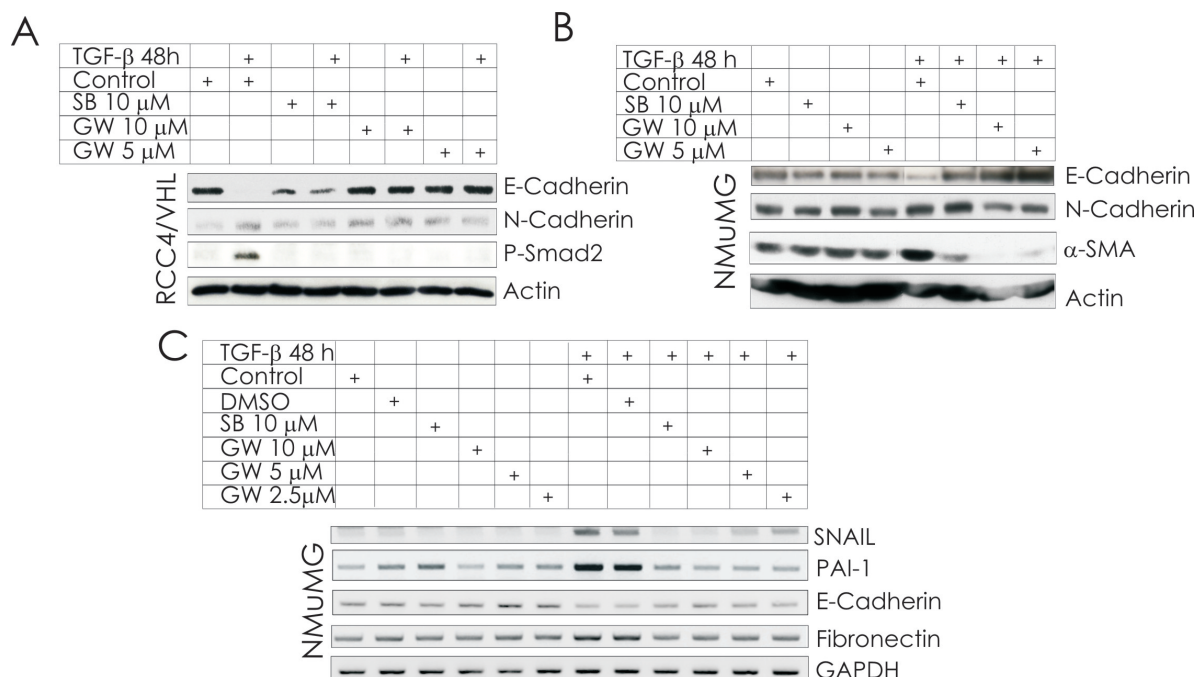 A
TGF-β 48h + + + +
Control + +
SB 10 μM + +
GW 10 μM + +
GW 5 μM + +
RCC4/VHL
E-Cadherin
N-Cadherin
P-Smad2
Actin
B
TGF-β 48 h + + + +
Control + +
SB 10 μM + +
GW 10 μM + +
GW 5 μM + +
NMuMG
E-Cadherin
N-Cadherin
α-SMA
Actin
C
TGF-β 48 h + + + + + +
Control + +
DMSO + +
SB 10 μM + +
GW 10 μM + +
GW 5 μM + +
GW 2.5μM + +
NMuMG
SNAIL
PAI-1
E-Cadherin
Fibronectin
GAPDH